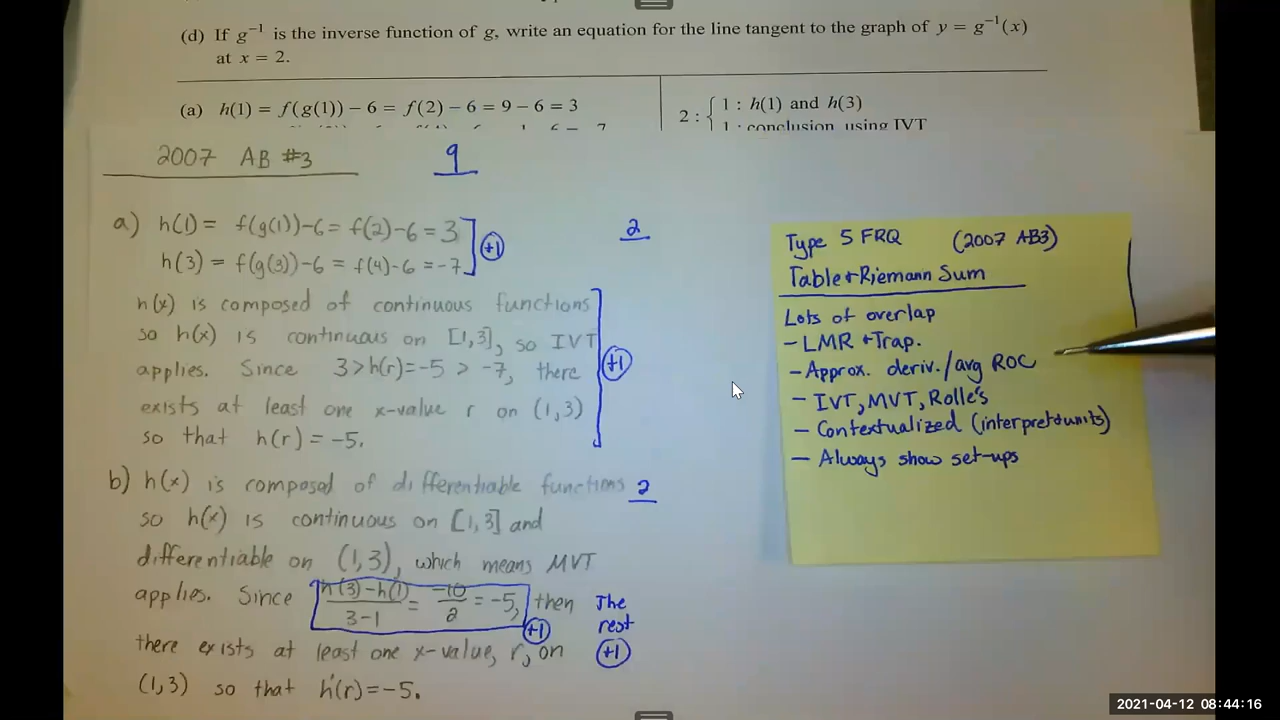 (d) If g⁻¹ is the inverse function of g, write an equation for the line tangent to the graph of y = g⁻¹(x)
at x = 2.
(a) h(1) = f(g(1)) − 6 = f(2) − 6 = 9 − 6 = 3
2 : { 1 : h(1) and h(3)
1 : conclusion using IVT
2007 AB #3
9
a) h(1) = f(g(1))-6 = f(2)-6 = 3
h(3) = f(g(3))-6 = f(4)-6 = -7
+1
2
h(x) is composed of continuous functions
so h(x) is continuous on [1,3], so IVT
applies. Since 3 > h(r) = -5 > -7, there
exists at least one x-value r on (1,3)
so that h(r) = -5.
+1
b) h(x) is composed of differentiable functions
2
so h(x) is continuous on [1,3] and
differentiable on (1,3), which means MVT
applies. Since h(3)-h(1)/3-1 = -10/2 = -5, then
+1
The
rest
+1
there exists at least one x-value, r, on
(1,3) so that h'(r) = -5.
Type 5 FRQ (2007 AB3)
Table + Riemann Sum
Lots of overlap
- LMR + Trap.
- Approx. deriv./avg ROC
- IVT, MVT, Rolle's
- Contextualized (interpret+units)
- Always show set-ups
2021-04-12 08:44:16